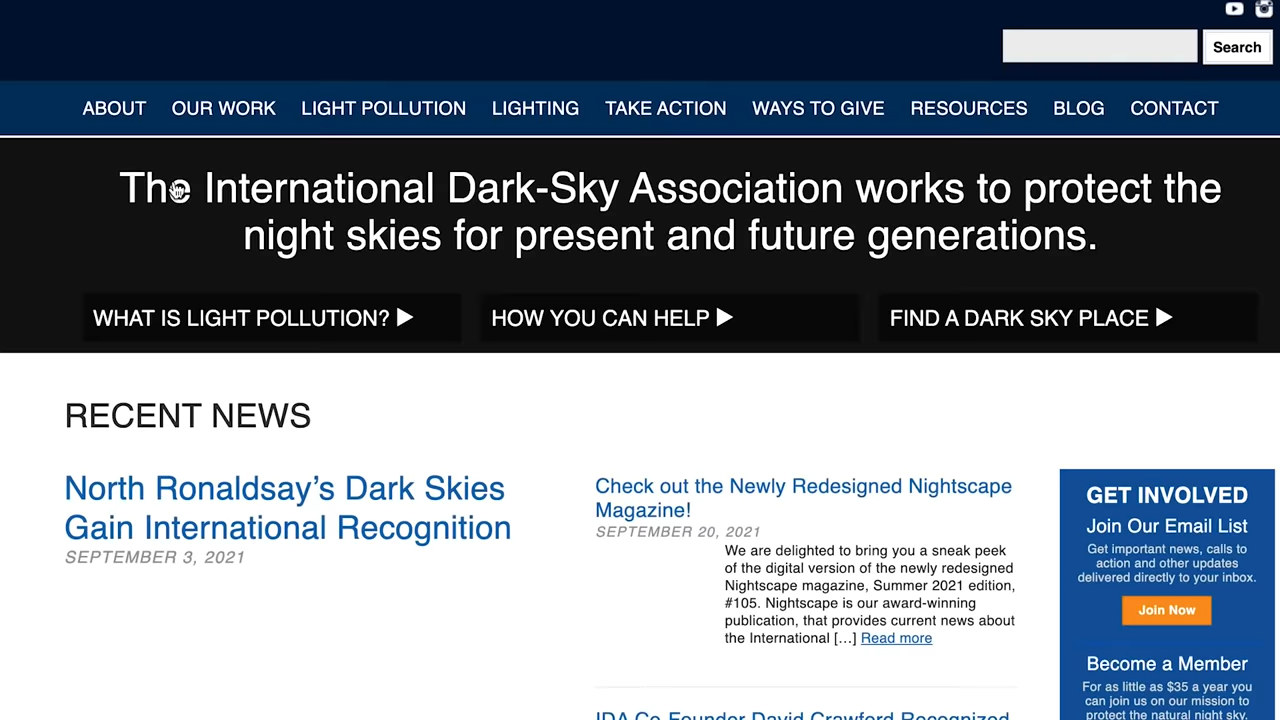 Search
ABOUT OUR WORK LIGHT POLLUTION LIGHTING TAKE ACTION WAYS TO GIVE RESOURCES BLOG CONTACT
The International Dark-Sky Association works to protect the
night skies for present and future generations.
WHAT IS LIGHT POLLUTION? HOW YOU CAN HELP FIND A DARK SKY PLACE
RECENT NEWS
North Ronaldsay’s Dark Skies
Gain International Recognition
SEPTEMBER 3, 2021
Check out the Newly Redesigned Nightscape
Magazine!
SEPTEMBER 20, 2021
We are delighted to bring you a sneak peek
of the digital version of the newly redesigned
Nightscape magazine, Summer 2021 edition,
#105. Nightscape is our award-winning
publication, that provides current news about
the International [...] Read more
IDA Co-Founder David Crawford Recognized
GET INVOLVED
Join Our Email List
Get important news, calls to
action and other updates
delivered directly to your inbox.
Join Now
Become a Member
For as little as $35 a year you
can join us on our mission to
protect the natural night sky.